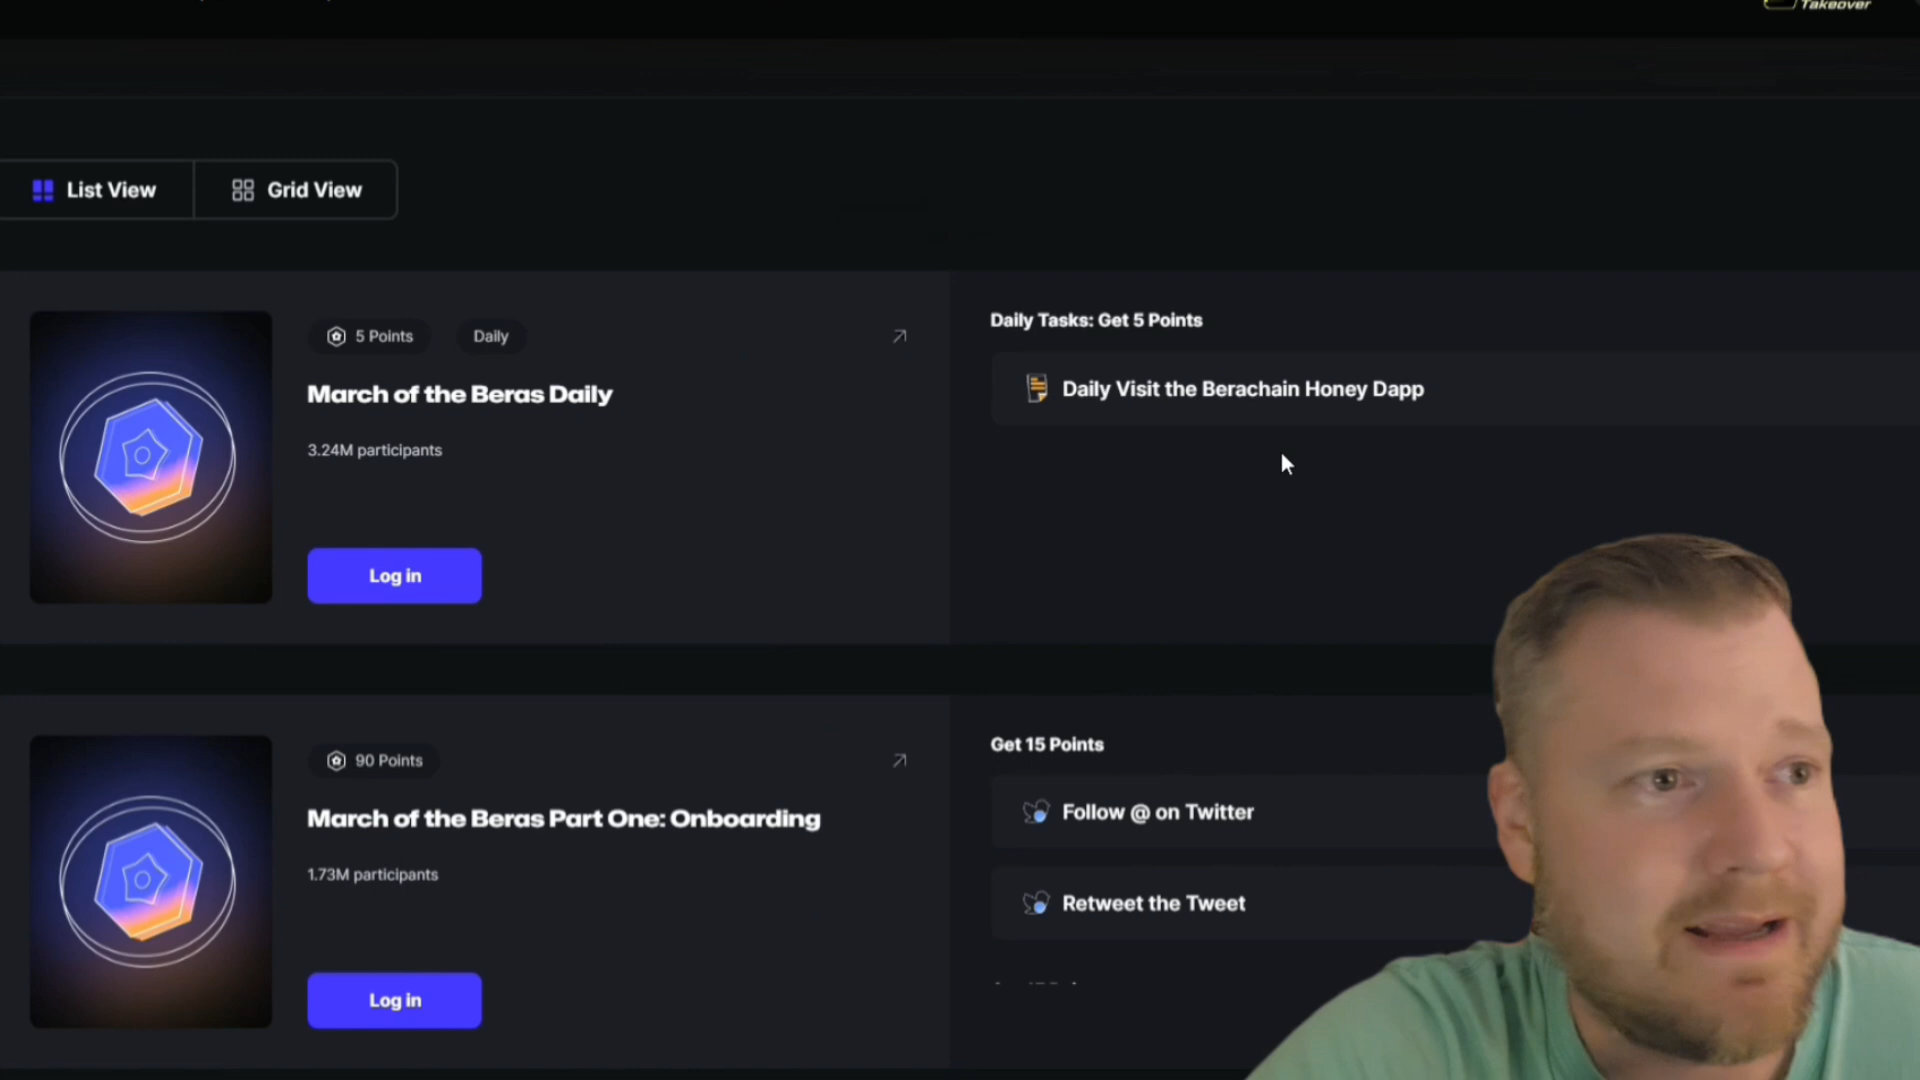 Takeover
List View
Grid View
5 Points
Daily
March of the Beras Daily
3.24M participants
Log in
Daily Tasks: Get 5 Points
Daily Visit the Berachain Honey Dapp
90 Points
March of the Beras Part One: Onboarding
1.73M participants
Log in
Get 15 Points
Follow @ on Twitter
Retweet the Tweet